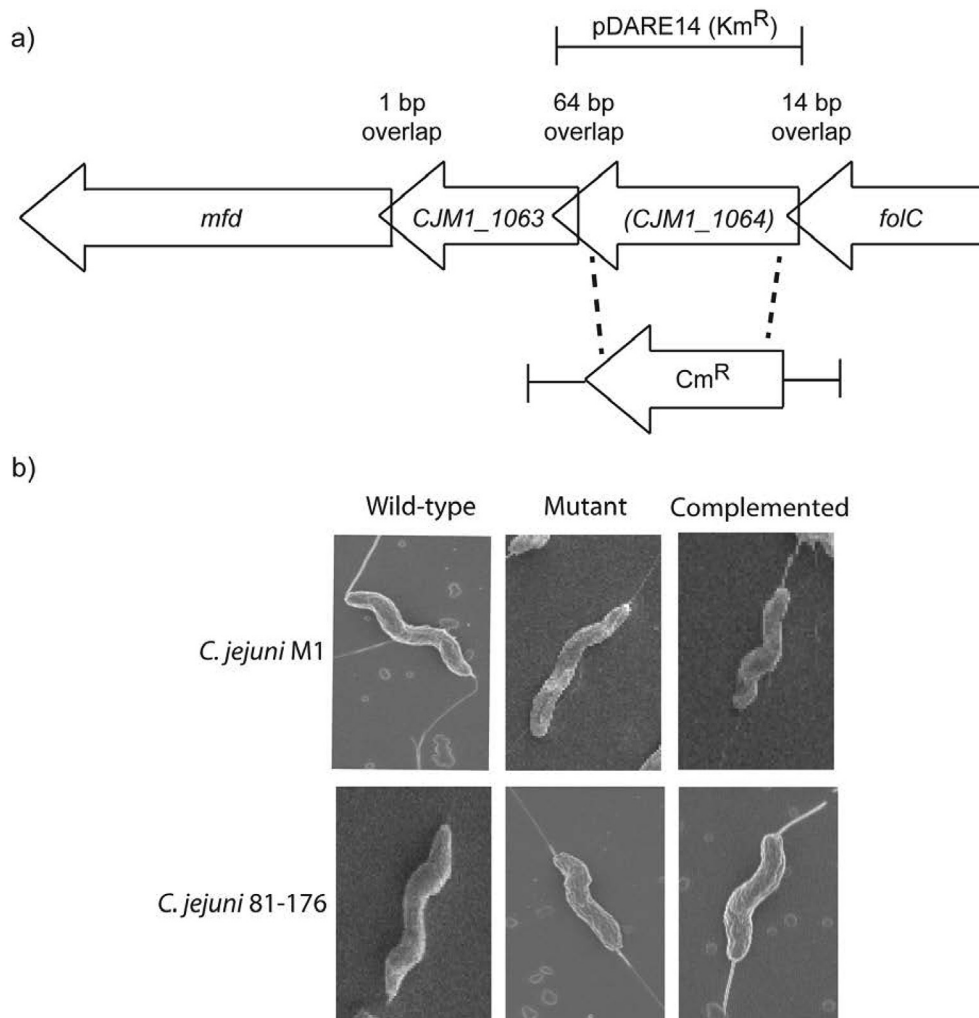 a)
pDARE14 (Km^R)
1 bp overlap
64 bp overlap
14 bp overlap
mfd
CJM1_1063
(CJM1_1064)
folC
Cm^R
b)
Wild-type
Mutant
Complemented
C. jejuni M1
C. jejuni 81-176